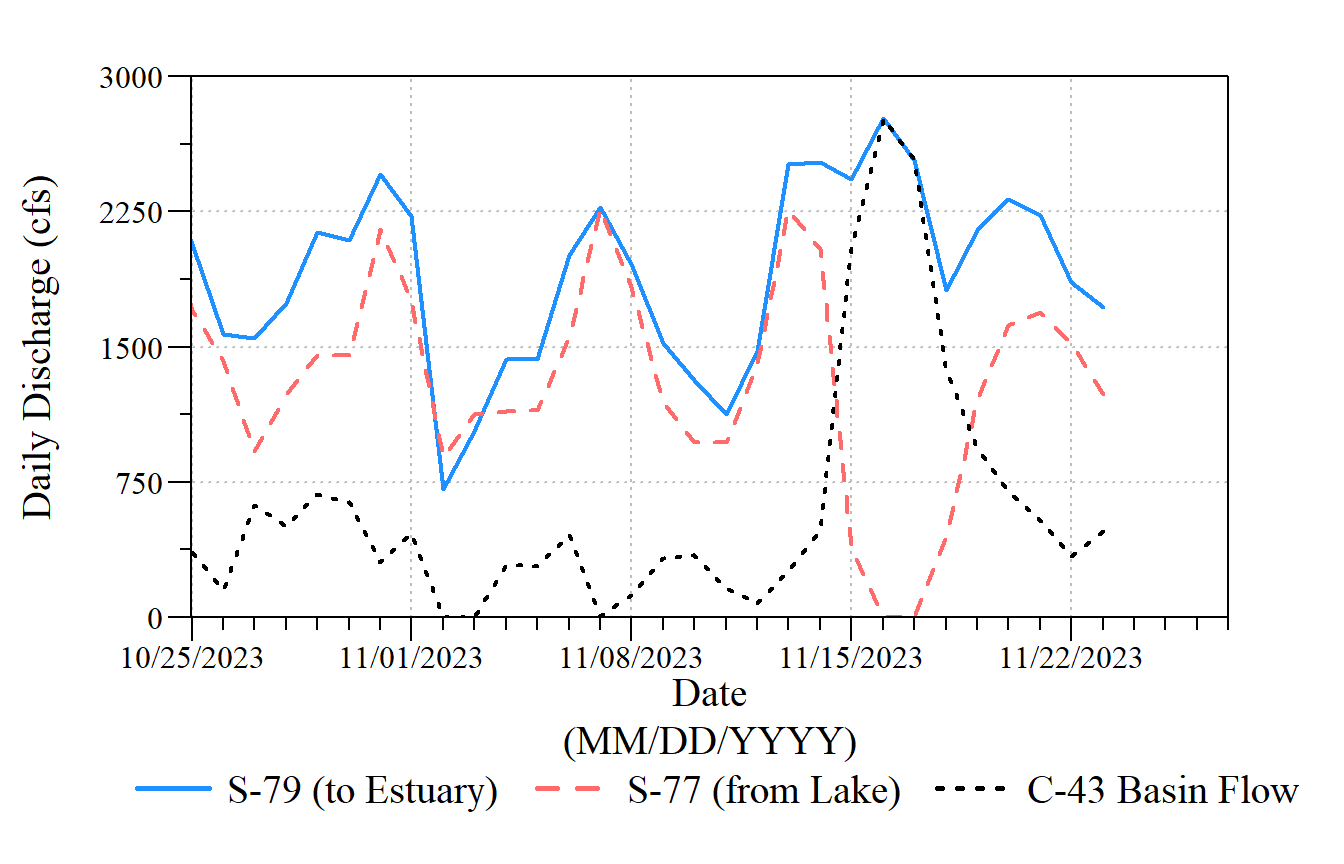 3000
2250
1500
750
0
Daily Discharge (cfs)
10/25/2023 11/01/2023 11/08/2023 11/15/2023 11/22/2023
Date
(MM/DD/YYYY)
S-79 (to Estuary) S-77 (from Lake) C-43 Basin Flow